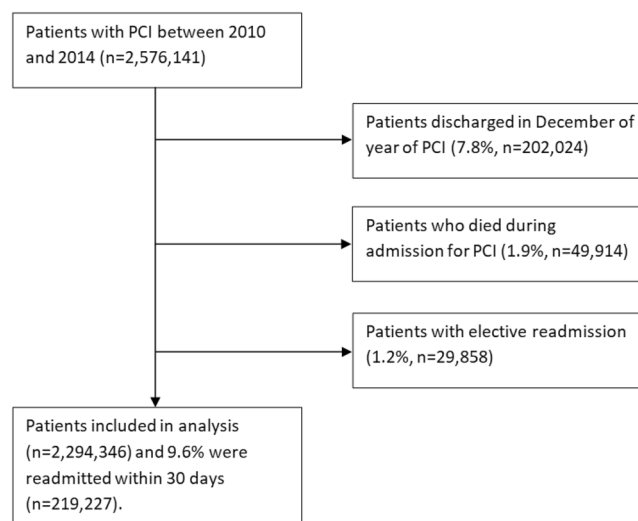 Patients with PCI between 2010
and 2014 (n=2,576,141)
Patients discharged in December of
year of PCI (7.8%, n=202,024)
Patients who died during
admission for PCI (1.9%, n=49,914)
Patients with elective readmission
(1.2%, n=29,858)
Patients included in analysis
(n=2,294,346) and 9.6% were
readmitted within 30 days
(n=219,227).